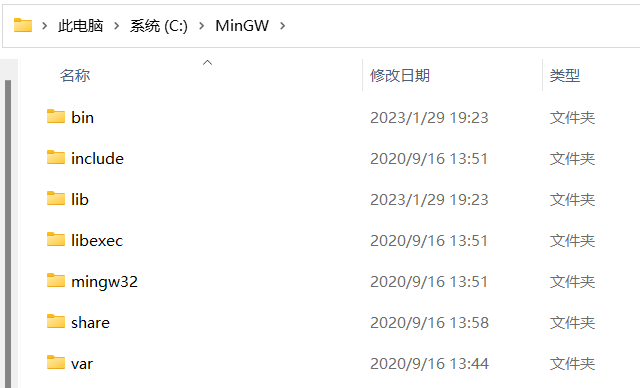 此电脑 > 系统 (C:) > MinGW >
名称 修改日期 类型
bin 2023/1/29 19:23 文件夹
include 2020/9/16 13:51 文件夹
lib 2023/1/29 19:23 文件夹
libexec 2020/9/16 13:51 文件夹
mingw32 2020/9/16 13:51 文件夹
share 2020/9/16 13:58 文件夹
var 2020/9/16 13:44 文件夹